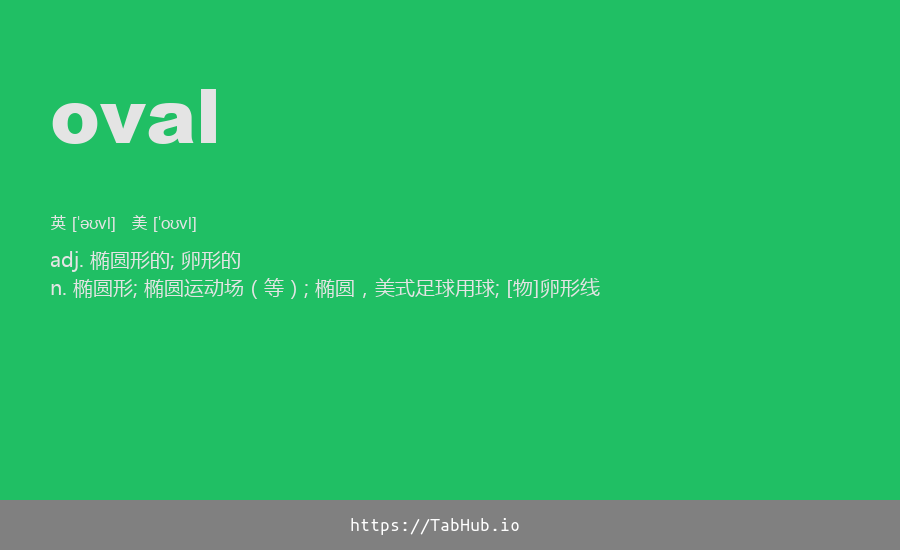 oval
英 ['əʊvl] 美 ['oʊvl]
adj. 椭圆形的; 卵形的
n. 椭圆形; 椭圆运动场（等）; 椭圆，美式足球用球; [物]卵形线
https://TabHub.io